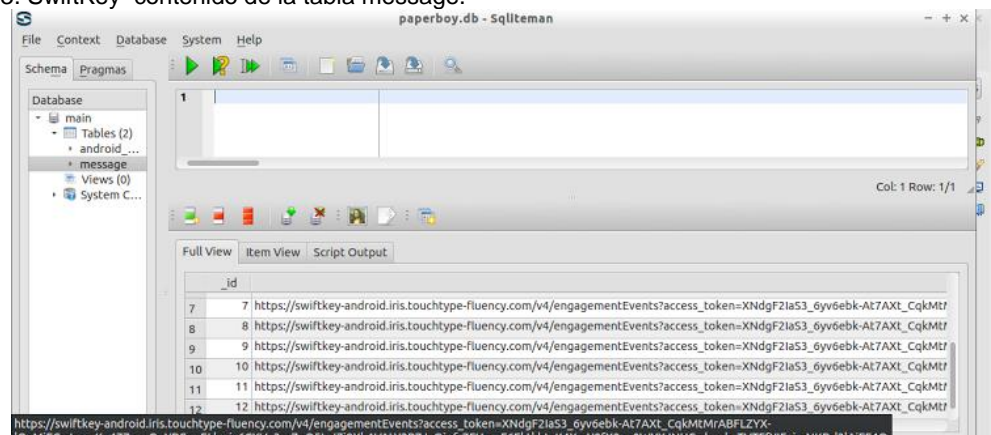 SwiftKey contenido de la tabla message.
paperboy.db - Sqliteman
File Context Database System Help
Schema Pragmas
Database
main
Tables (2)
android_...
message
Views (0)
System C...
1
Col: 1 Row: 1/1
Full View Item View Script Output
_id
7 7 https://swiftkey-android.iris.touchtype-fluency.com/v4/engagementEvents?access_token=XNdgF2IaS3_6yv6ebk-At7AXt_CqkMtM
8 8 https://swiftkey-android.iris.touchtype-fluency.com/v4/engagementEvents?access_token=XNdgF2IaS3_6yv6ebk-At7AXt_CqkMtM
9 9 https://swiftkey-android.iris.touchtype-fluency.com/v4/engagementEvents?access_token=XNdgF2IaS3_6yv6ebk-At7AXt_CqkMtM
10 10 https://swiftkey-android.iris.touchtype-fluency.com/v4/engagementEvents?access_token=XNdgF2IaS3_6yv6ebk-At7AXt_CqkMtM
11 11 https://swiftkey-android.iris.touchtype-fluency.com/v4/engagementEvents?access_token=XNdgF2IaS3_6yv6ebk-At7AXt_CqkMtM
12 12 https://swiftkey-android.iris.touchtype-fluency.com/v4/engagementEvents?access_token=XNdgF2IaS3_6yv6ebk-At7AXt_CqkMtM
https://swiftkey-android.iris.touchtype-fluency.com/v4/engagementEvents?access_token=XNdgF2IaS3_6yv6ebk-At7AXt_CqkMtMrABFLZYX-